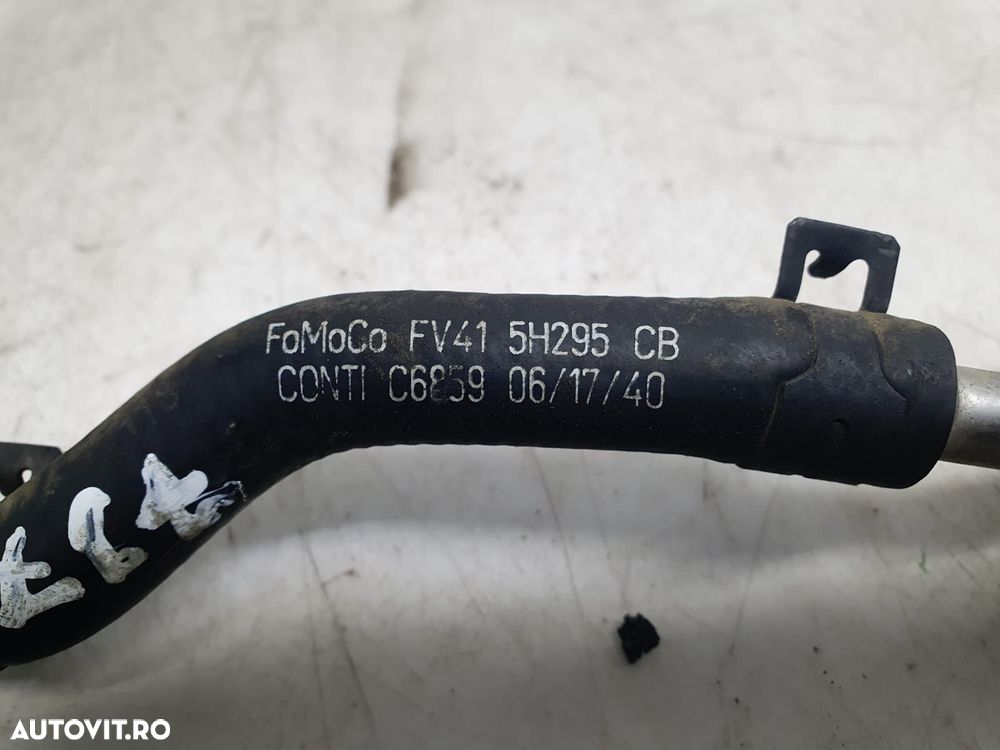 FoMoCo FV41 5H295 CB
CONTI C6859 06/17/40
AUTOVIT.RO